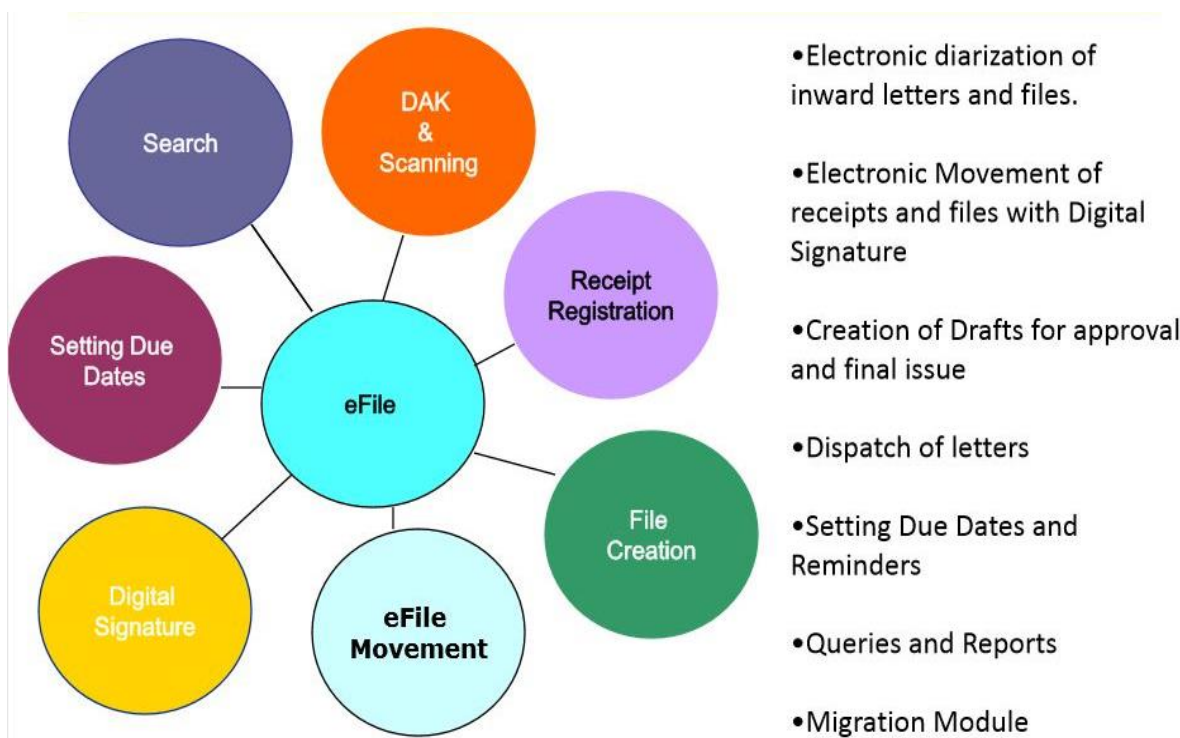 Search
DAK
&
Scanning
Receipt
Registration
Setting Due
Dates
eFile
File
Creation
Digital
Signature
eFile
Movement
•Electronic diarization of
inward letters and files.
•Electronic Movement of
receipts and files with Digital
Signature
•Creation of Drafts for approval
and final issue
•Dispatch of letters
•Setting Due Dates and
Reminders
•Queries and Reports
•Migration Module